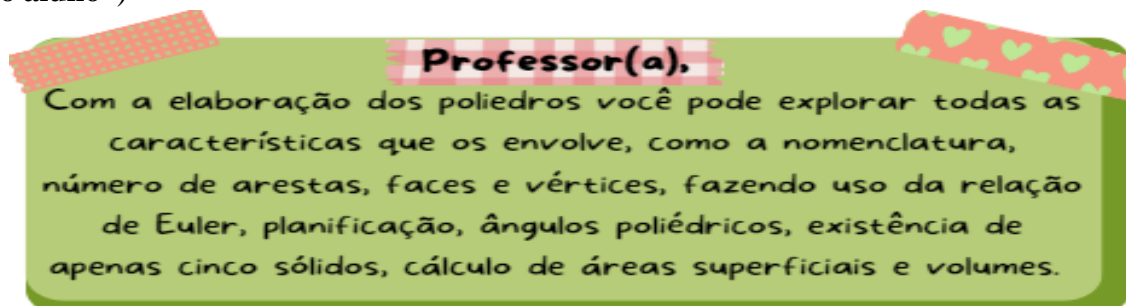 Professor(a),
Com a elaboração dos poliedros você pode explorar todas as
características que os envolve, como a nomenclatura,
número de arestas, faces e vértices, fazendo uso da relação
de Euler, planificação, ângulos poliédricos, existência de
apenas cinco sólidos, cálculo de áreas superficiais e volumes.